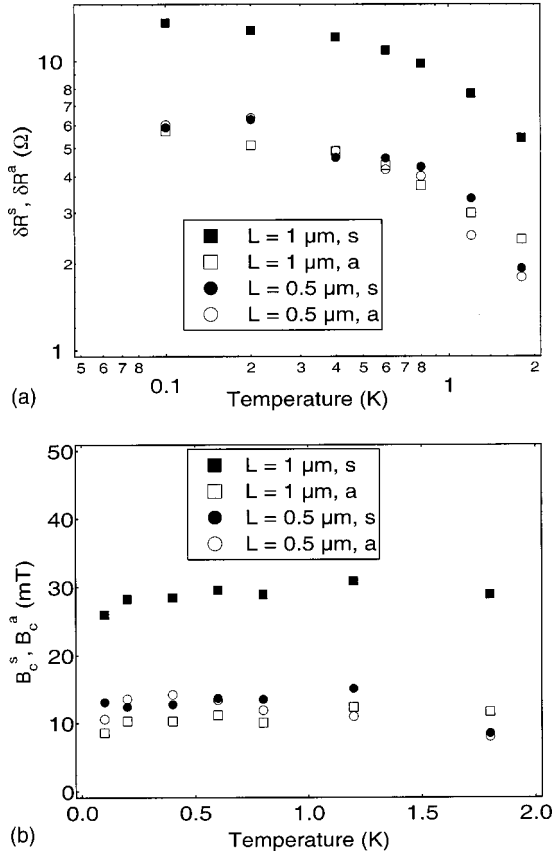 10
8
7
6
5
4
3
2
1
δRˢ, δRᵃ (Ω)
L = 1 µm, s
L = 1 µm, a
L = 0.5 µm, s
L = 0.5 µm, a
5 6 7 8 0.1 2 3 4 5 6 7 8 1 2
(a) Temperature (K)
50
40
30
20
10
0
B_c^s, B_c^a (mT)
L = 1 µm, s
L = 1 µm, a
L = 0.5 µm, s
L = 0.5 µm, a
0.0 0.5 1.0 1.5 2.0
(b) Temperature (K)